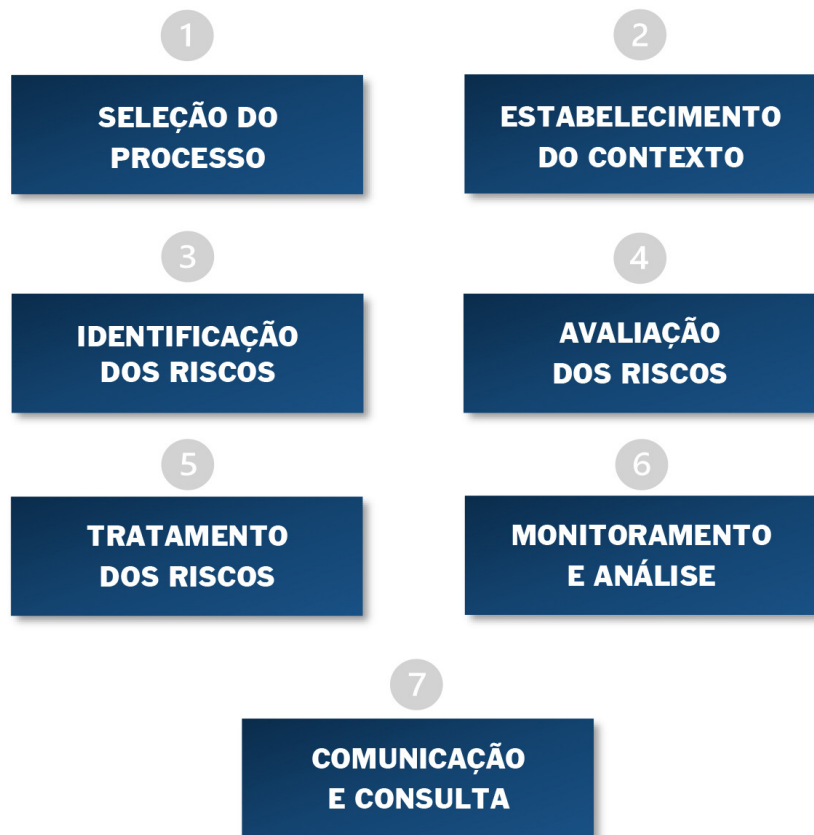 1
SELEÇÃO DO
PROCESSO
2
ESTABELECIMENTO
DO CONTEXTO
3
IDENTIFICAÇÃO
DOS RISCOS
4
AVALIAÇÃO
DOS RISCOS
5
TRATAMENTO
DOS RISCOS
6
MONITORAMENTO
E ANÁLISE
7
COMUNICAÇÃO
E CONSULTA